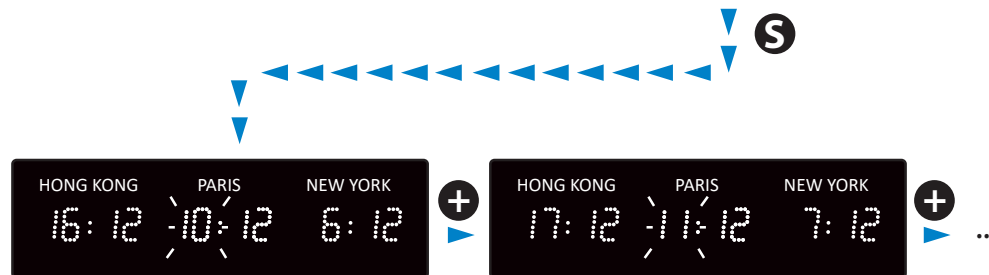 S
HONG KONG PARIS NEW YORK
16:12 10:12 6:12
+
HONG KONG PARIS NEW YORK
17:12 11:12 7:12
+
..